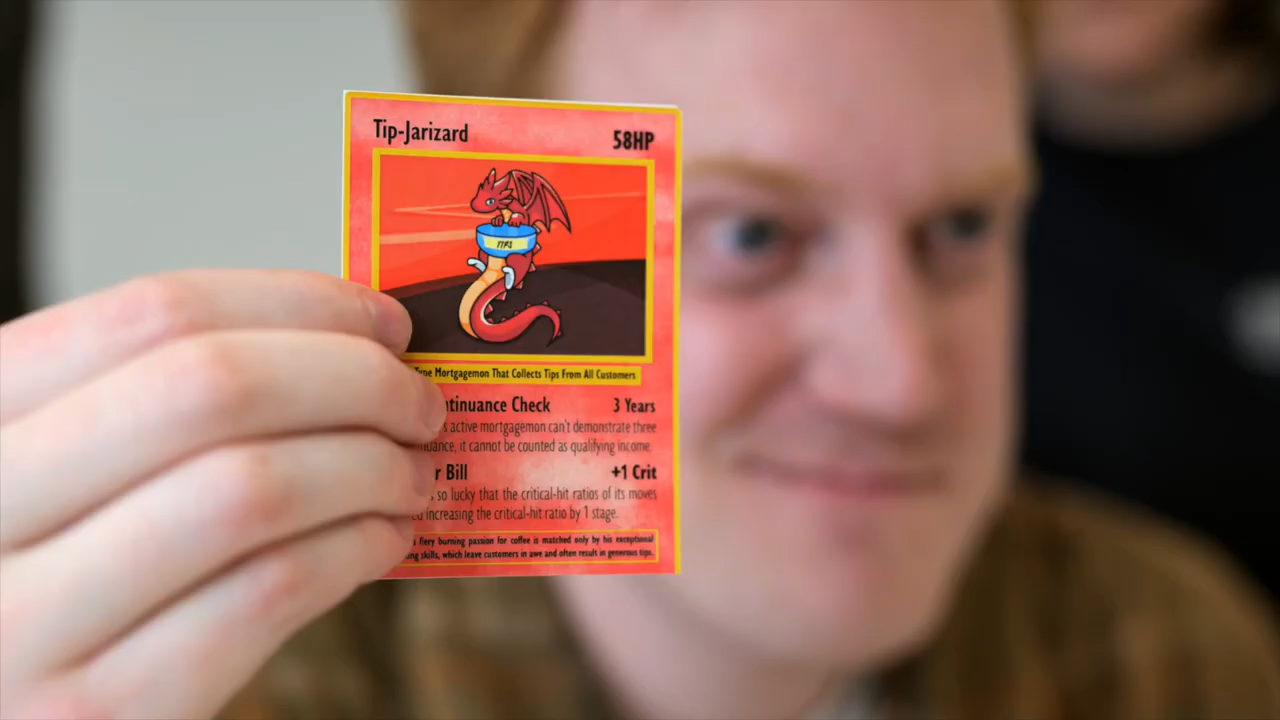 Tip-Jarizard 58HP
TIPS
Type Mortgagemon That Collects Tips From All Customers
ntinuance Check 3 Years
s active mortgagemon can't demonstrate three
uance, it cannot be counted as qualifying income.
r Bill +1 Crit
so lucky that the critical-hit ratios of its moves
increasing the critical-hit ratio by 1 stage.
fiery burning passion for coffee is matched only by his exceptional
ng skills, which leave customers in awe and often result in generous tips.